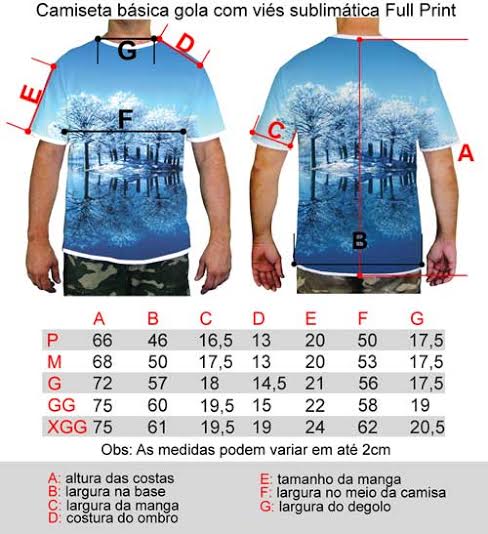 Camiseta básica gola com viés sublimática Full Print
G
D
E
F
C
A
B
A B C D E F G
P 66 46 16,5 13 20 50 17,5
M 68 50 17,5 13 20 53 17,5
G 72 57 18 14,5 21 56 17,5
GG 75 60 19,5 15 22 58 19
XGG 75 61 19,5 19 24 62 20,5
Obs: As medidas podem variar em até 2cm
A: altura das costas
B: largura na base
C: largura da manga
D: costura do ombro
E: tamanho da manga
F: largura no meio da camisa
G: largura do degolo